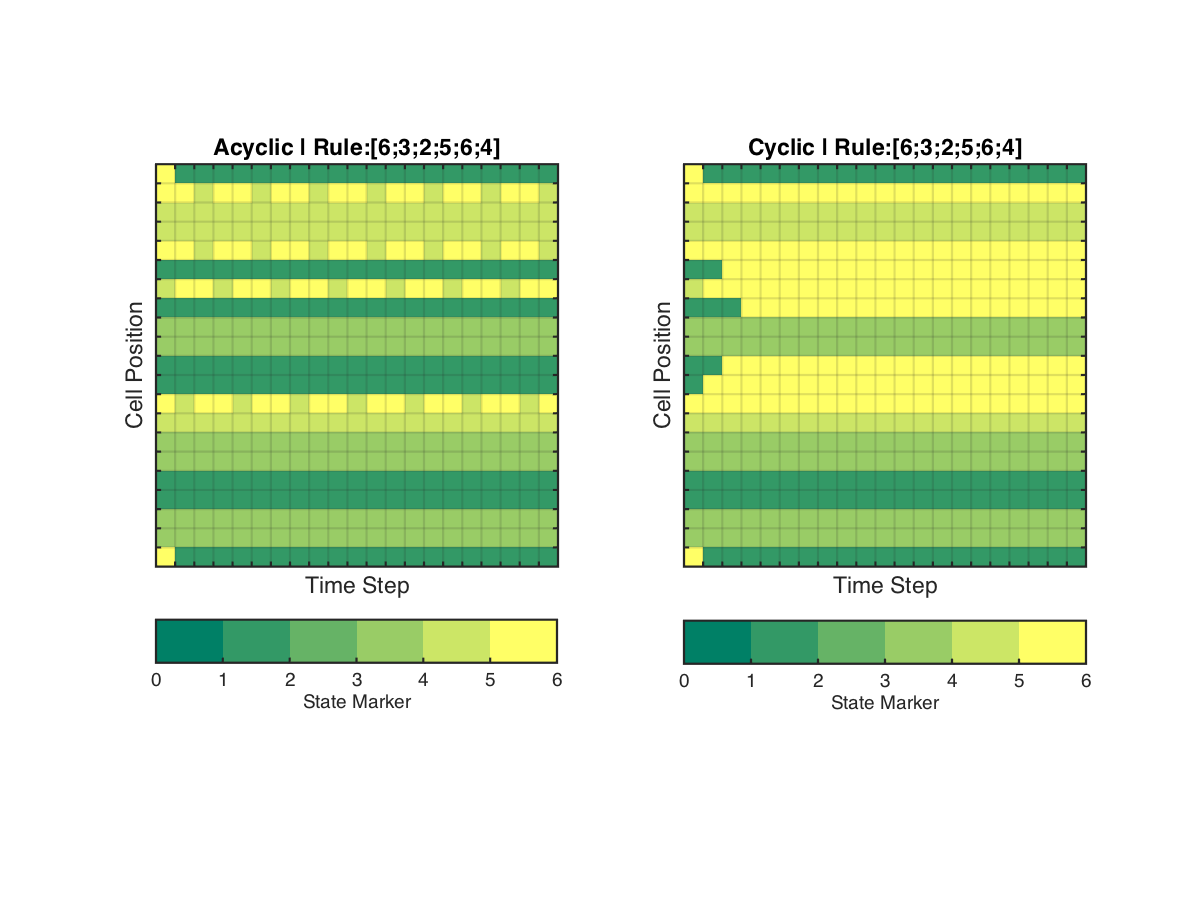 Acyclic | Rule:[6;3;2;5;6;4]
Cell Position
Time Step
0 1 2 3 4 5 6
State Marker
Cyclic | Rule:[6;3;2;5;6;4]
Cell Position
Time Step
0 1 2 3 4 5 6
State Marker